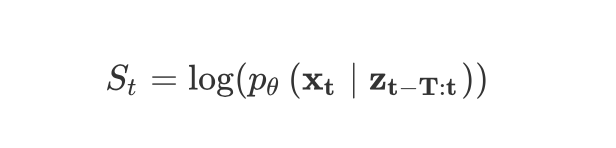 S_t = log(p_θ (x_t | z_{t−T:t}))